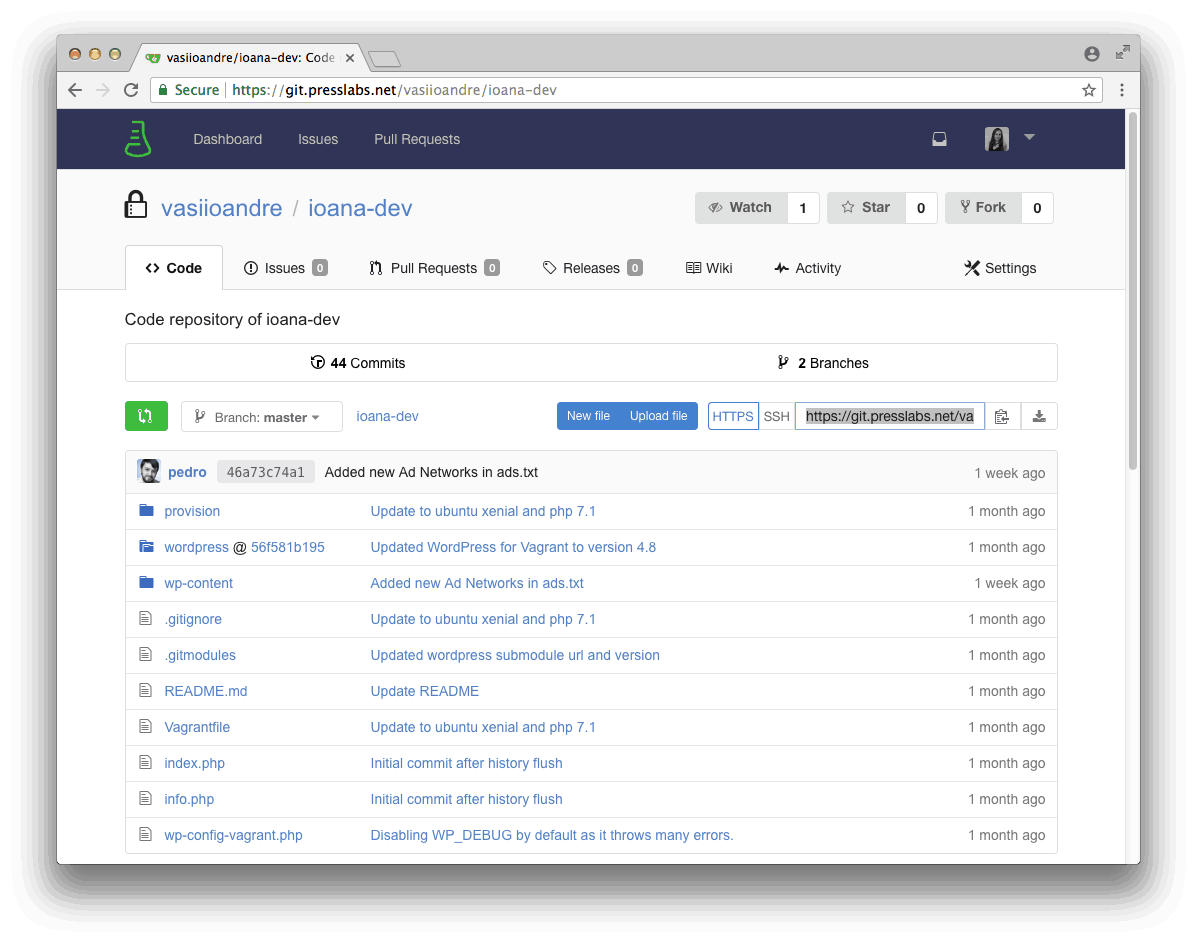 vasiioandre/ioana-dev: Code
Secure https://git.presslabs.net/vasiioandre/ioana-dev
Dashboard Issues Pull Requests
vasiioandre / ioana-dev Watch 1 Star 0 Fork 0
Code Issues 0 Pull Requests 0 Releases 0 Wiki Activity Settings
Code repository of ioana-dev
44 Commits 2 Branches
Branch: master ioana-dev New file Upload file HTTPS SSH https://git.presslabs.net/va
pedro 46a73c74a1 Added new Ad Networks in ads.txt 1 week ago
provision Update to ubuntu xenial and php 7.1 1 month ago
wordpress @ 56f581b195 Updated WordPress for Vagrant to version 4.8 1 month ago
wp-content Added new Ad Networks in ads.txt 1 week ago
.gitignore Update to ubuntu xenial and php 7.1 1 month ago
.gitmodules Updated wordpress submodule url and version 1 month ago
README.md Update README 1 month ago
Vagrantfile Update to ubuntu xenial and php 7.1 1 month ago
index.php Initial commit after history flush 1 month ago
info.php Initial commit after history flush 1 month ago
wp-config-vagrant.php Disabling WP_DEBUG by default as it throws many errors. 1 month ago